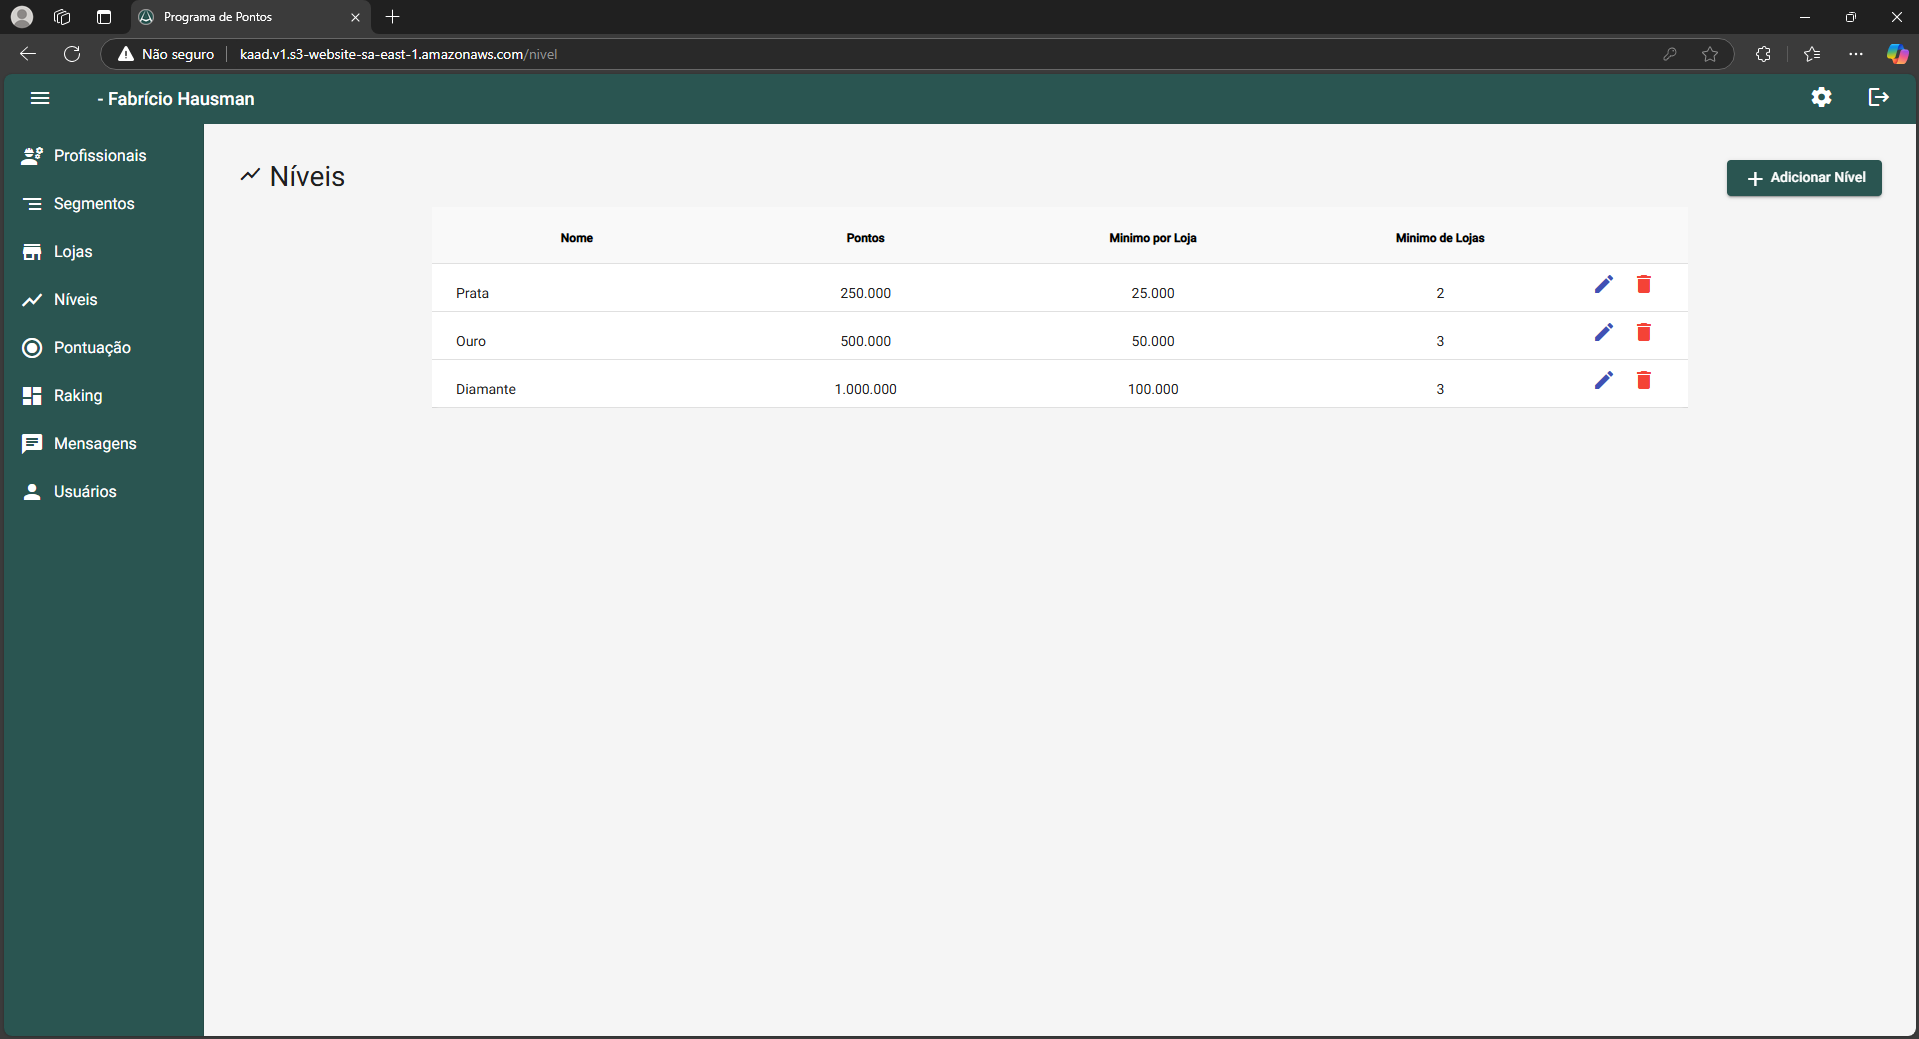 Programa de Pontos
Não seguro
kaad.v1.s3-website-sa-east-1.amazonaws.com/nivel
- Fabrício Hausman
Profissionais
Segmentos
Lojas
Níveis
Pontuação
Raking
Mensagens
Usuários
Níveis
Adicionar Nível
Nome Pontos Minimo por Loja Minimo de Lojas
Prata 250.000 25.000 2
Ouro 500.000 50.000 3
Diamante 1.000.000 100.000 3